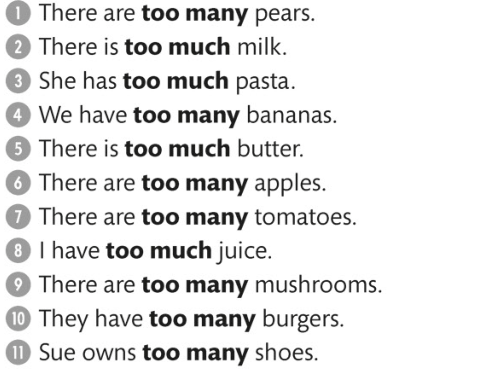 1 There are too many pears.
2 There is too much milk.
3 She has too much pasta.
4 We have too many bananas.
5 There is too much butter.
6 There are too many apples.
7 There are too many tomatoes.
8 I have too much juice.
9 There are too many mushrooms.
10 They have too many burgers.
11 Sue owns too many shoes.